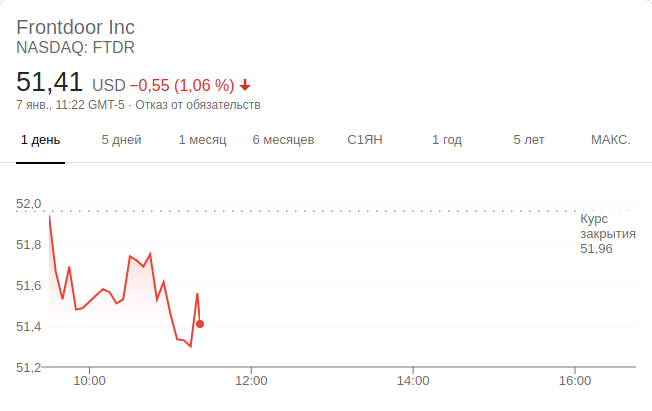 Frontdoor Inc
NASDAQ: FTDR
51,41 USD −0,55 (1,06 %)
7 янв., 11:22 GMT-5 · Отказ от обязательств
1 день 5 дней 1 месяц 6 месяцев С1ЯН 1 год 5 лет МАКС.
52,0
Курс
закрытия
51,96
51,8
51,6
51,4
51,2
10:00 12:00 14:00 16:00